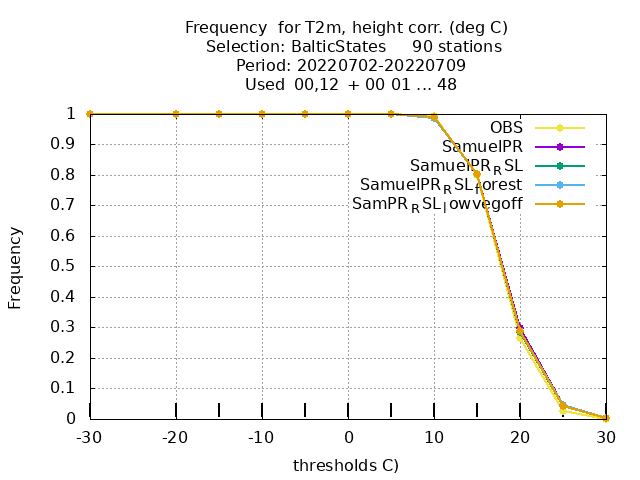 Frequency  for T2m, height corr. (deg C)
Selection: BalticStates     90 stations
Period: 20220702-20220709
Used  00,12  + 00 01 ... 48
1
0.9
0.8
0.7
0.6
0.5
0.4
0.3
0.2
0.1
0
Frequency
OBS
SamuelPR
SamuelPR_RSL
SamuelPR_RSL_forest
SamPR_RSL_lowvegoff
-30 -20 -10 0 10 20 30
thresholds C)